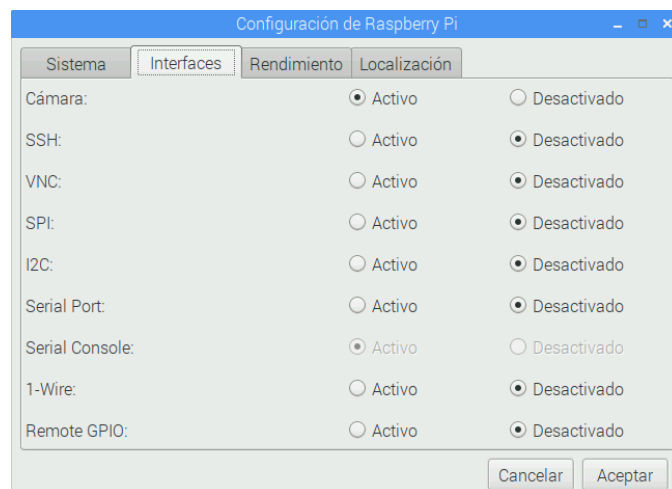 Configuración de Raspberry Pi
Sistema Interfaces Rendimiento Localización
Cámara: Activo Desactivado
SSH: Activo Desactivado
VNC: Activo Desactivado
SPI: Activo Desactivado
I2C: Activo Desactivado
Serial Port: Activo Desactivado
Serial Console: Activo Desactivado
1-Wire: Activo Desactivado
Remote GPIO: Activo Desactivado
Cancelar Aceptar